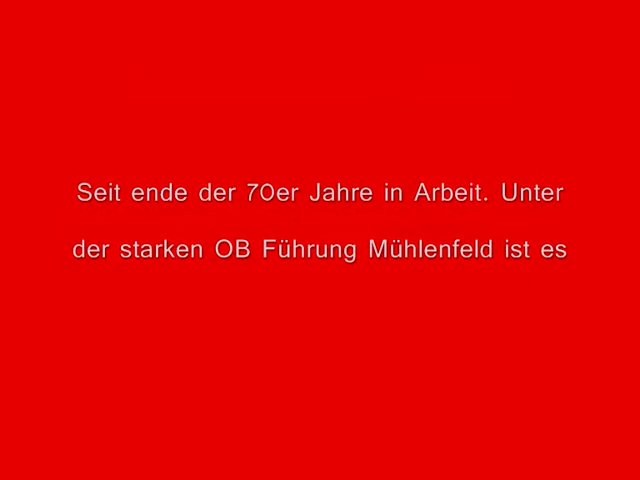 Seit ende der 70er Jahre in Arbeit. Unter
der starken OB Führung Mühlenfeld ist es